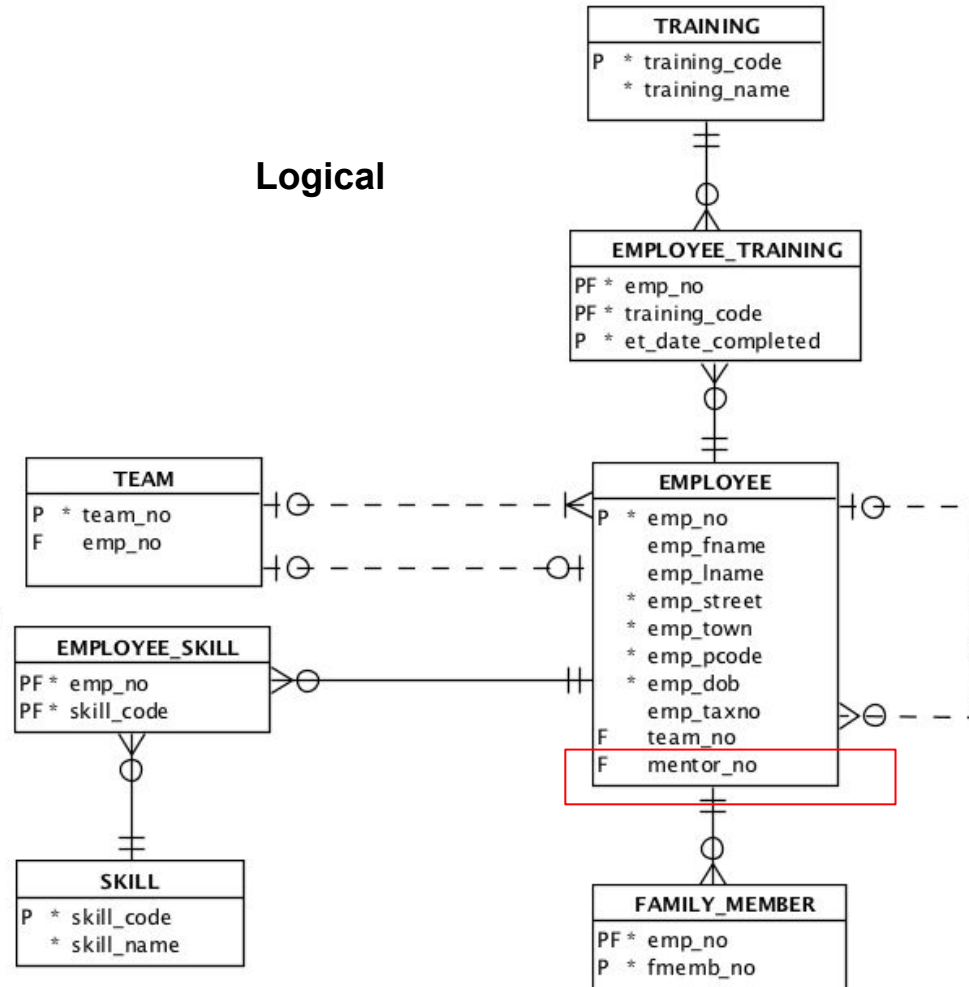 TRAINING
P * training_code
* training_name
Logical
EMPLOYEE_TRAINING
PF * emp_no
PF * training_code
P * et_date_completed
TEAM
P * team_no
F emp_no
EMPLOYEE
P * emp_no
emp_fname
emp_lname
* emp_street
* emp_town
* emp_pcode
* emp_dob
emp_taxno
F team_no
F mentor_no
EMPLOYEE_SKILL
PF * emp_no
PF * skill_code
SKILL
P * skill_code
* skill_name
FAMILY_MEMBER
PF * emp_no
P * fmemb_no